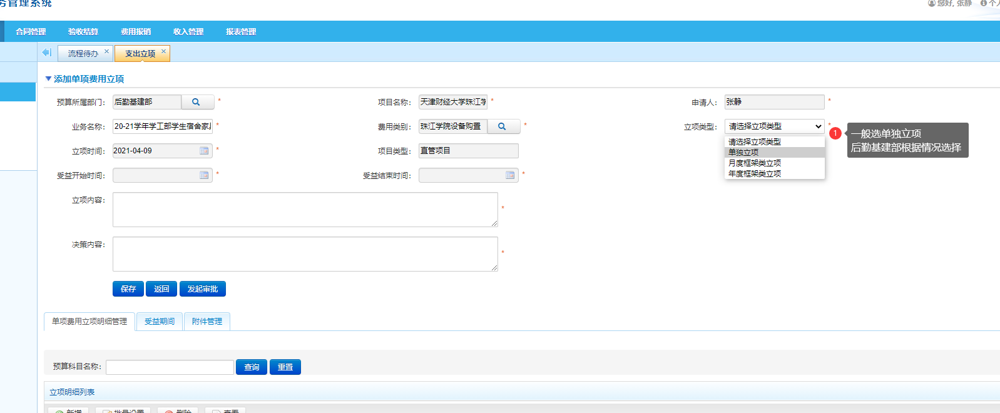 务管理系统
您好, 张静 个人
合同管理 验收结算 费用报销 收入管理 报表管理
流程待办 × 支出立项 ×
添加单项费用立项
预算所属部门： 后勤基建部 * 项目名称： 天津财经大学珠江学 * 申请人： 张静 *
业务名称： 20-21学年学工部学生宿舍家 * 费用类别： 珠江学院设备购置 * 立项类型： 请选择立项类型 *
1 一般选单独立项
后勤基建部根据情况选择
请选择立项类型
单独立项
月度框架类立项
年度框架类立项
立项时间： 2021-04-09 * 项目类型： 直管项目
受益开始时间： * 受益结束时间： *
立项内容： *
决策内容： *
保存 返回 发起审批
单项费用立项明细管理 受益期间 附件管理
预算科目名称： 查询 重置
立项明细列表
新增 批量设置 删除 查看